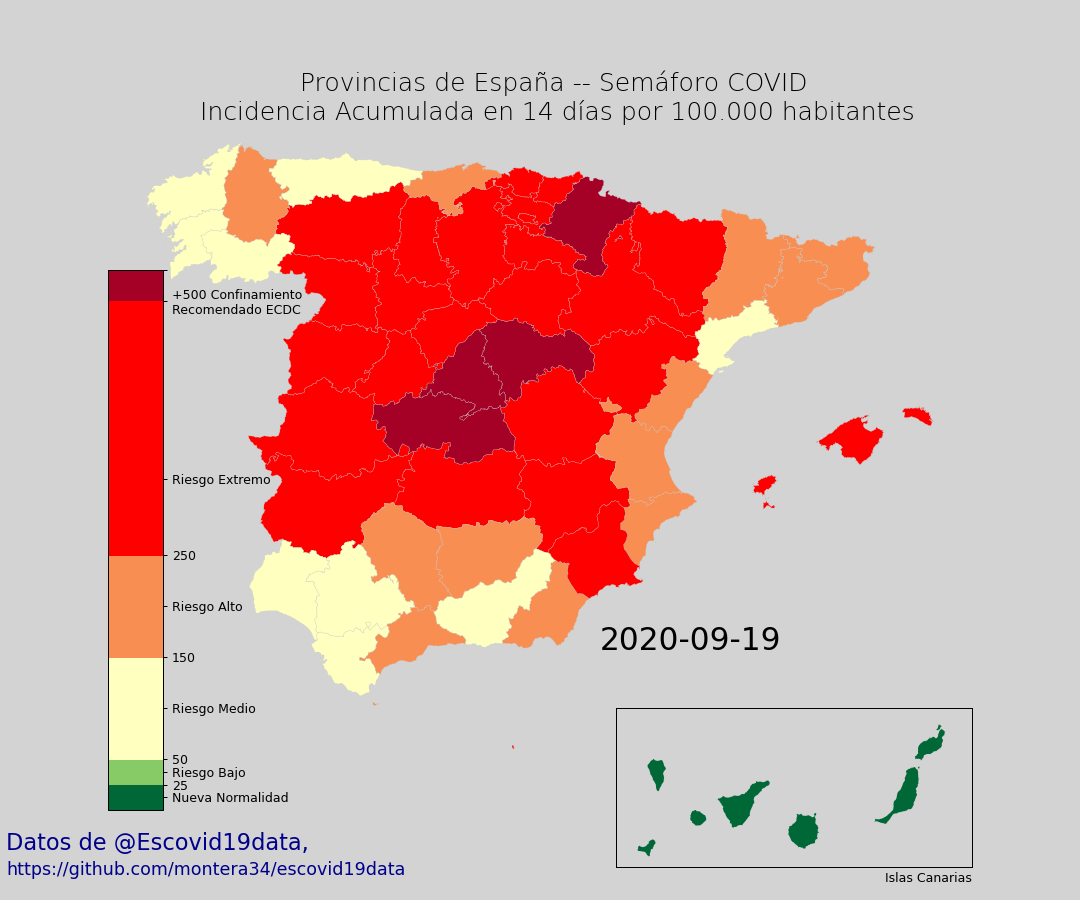 Provincias de España -- Semáforo COVID
Incidencia Acumulada en 14 días por 100.000 habitantes
+500 Confinamiento
Recomendado ECDC
Riesgo Extremo
250
Riesgo Alto
150
Riesgo Medio
50
Riesgo Bajo
25
Nueva Normalidad
2020-09-19
Islas Canarias
Datos de @Escovid19data,
https://github.com/montera34/escovid19data